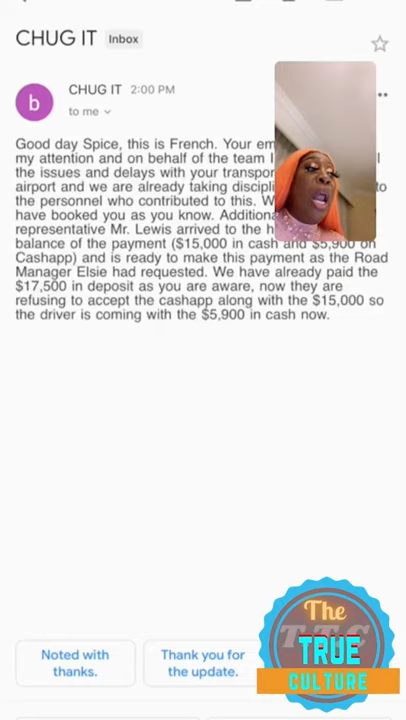 CHUG IT Inbox
b
CHUG IT 2:00 PM
to me
Good day Spice, this is French. Your em
my attention and on behalf of the team I
the issues and delays with your transpor
airport and we are already taking discipli to
the personnel who contributed to this. W
have booked you as you know. Additiona
representative Mr. Lewis arrived to the h
balance of the payment ($15,000 in cash and $5,900 on
Cashapp) and is ready to make this payment as the Road
Manager Elsie had requested. We have already paid the
$17,500 in deposit as you are aware, now they are
refusing to accept the cashapp along with the $15,000 so
the driver is coming with the $5,900 in cash now.
The
T.T.C
TRUE
CULTURE
Noted with
thanks.
Thank you for
the update.